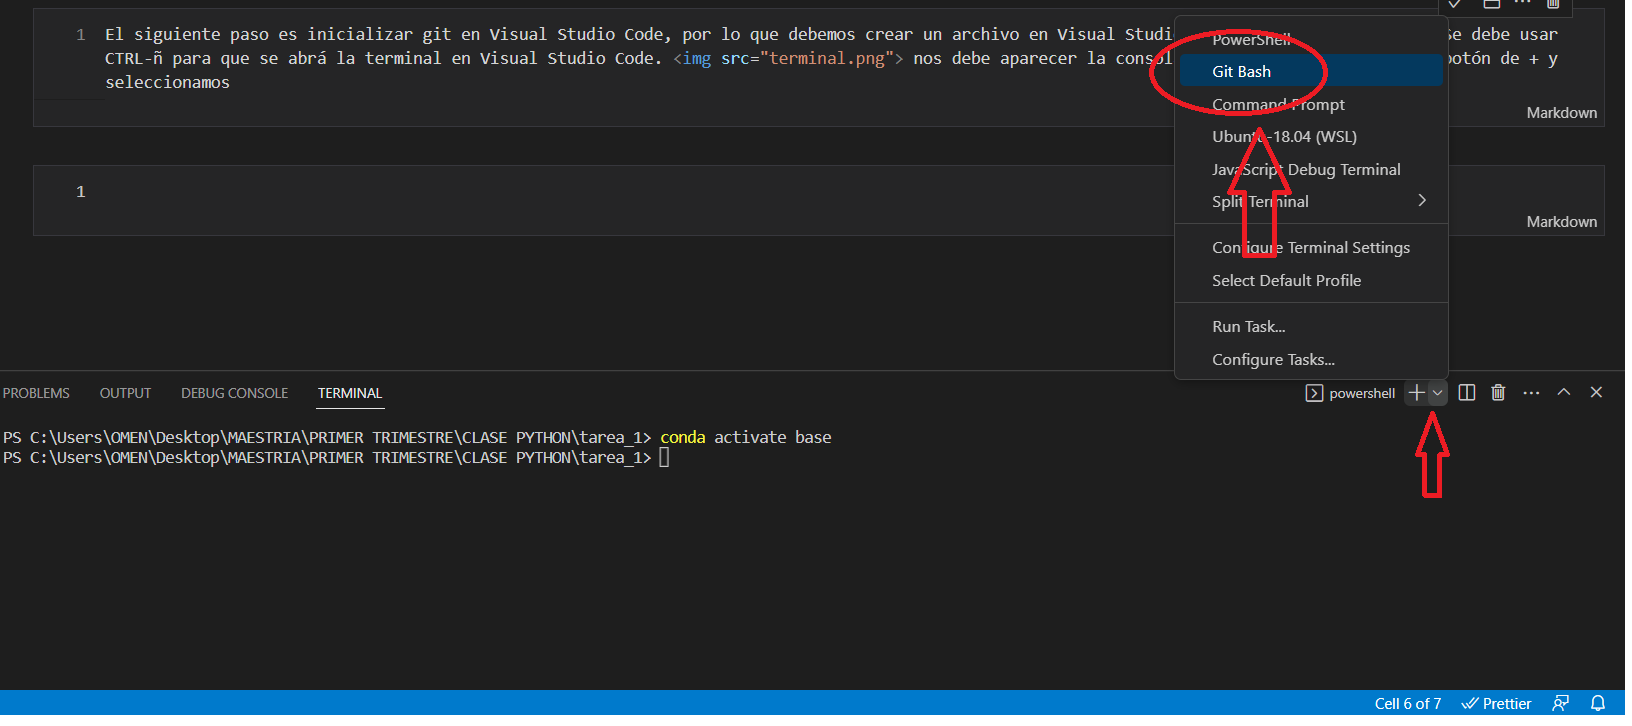 1 El siguiente paso es inicializar git en Visual Studio Code, por lo que debemos crear un archivo en Visual Studi
Se debe usar
CTRL-ñ para que se abrá la terminal en Visual Studio Code. <img src="terminal.png"> nos debe aparecer la consol
botón de + y
seleccionamos
Markdown
1
Markdown
PowerShell
Git Bash
Command Prompt
Ubuntu-18.04 (WSL)
JavaScript Debug Terminal
Split Terminal
Configure Terminal Settings
Select Default Profile
Run Task...
Configure Tasks...
PROBLEMS OUTPUT DEBUG CONSOLE TERMINAL powershell
PS C:\Users\OMEN\Desktop\MAESTRIA\PRIMER TRIMESTRE\CLASE PYTHON\tarea_1> conda activate base
PS C:\Users\OMEN\Desktop\MAESTRIA\PRIMER TRIMESTRE\CLASE PYTHON\tarea_1>
Cell 6 of 7 Prettier